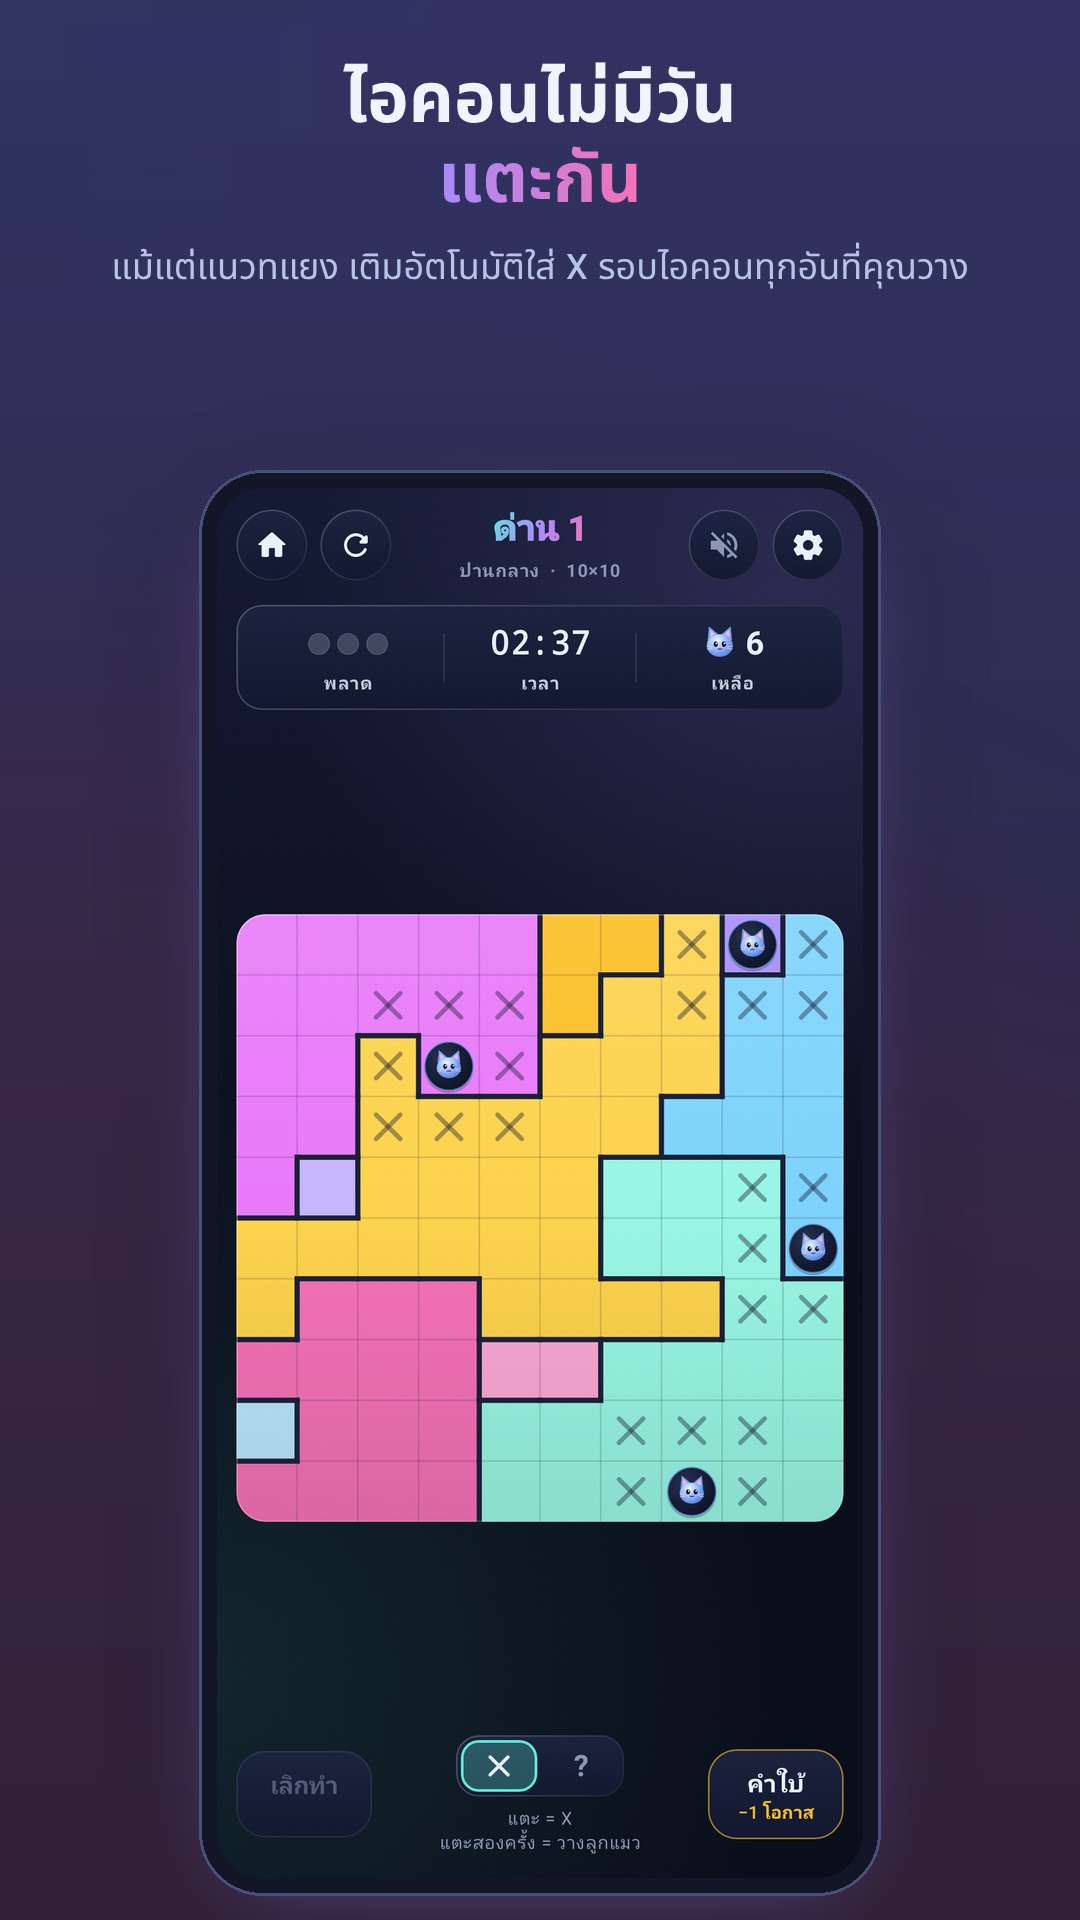 ไอคอนไม่มีวัน
แตะกัน
แม้แต่แนวทแยง เติมอัตโนมัติใส่ X รอบไอคอนทุกอันที่คุณวาง
ด่าน 1
ปานกลาง · 10×10
02:37
6
พลาด
เวลา
เหลือ
เลิกทำ
?
คำใบ้
−1 โอกาส
แตะ = X
แตะสองครั้ง = วางลูกแมว